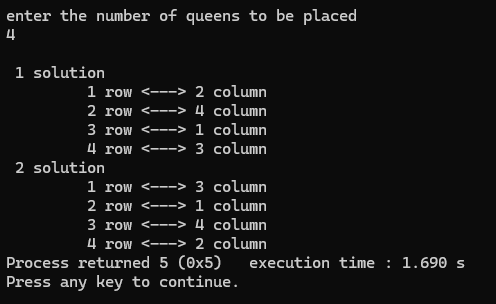 enter the number of queens to be placed
4
1 solution
1 row <---> 2 column
2 row <---> 4 column
3 row <---> 1 column
4 row <---> 3 column
2 solution
1 row <---> 3 column
2 row <---> 1 column
3 row <---> 4 column
4 row <---> 2 column
Process returned 5 (0x5)   execution time : 1.690 s
Press any key to continue.